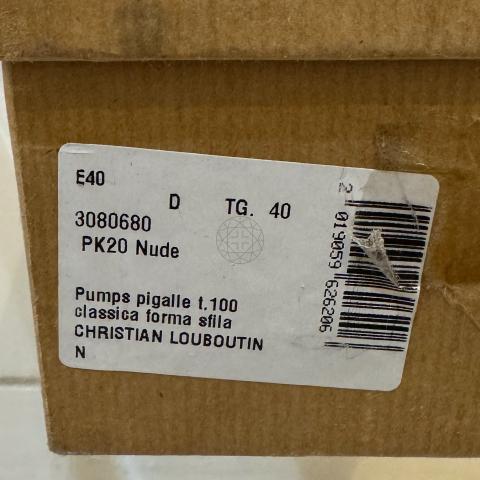 E40
D TG. 40
3080680
PK20 Nude
Pumps pigalle t.100
classica forma sfila
CHRISTIAN LOUBOUTIN
N
2 019059 626206